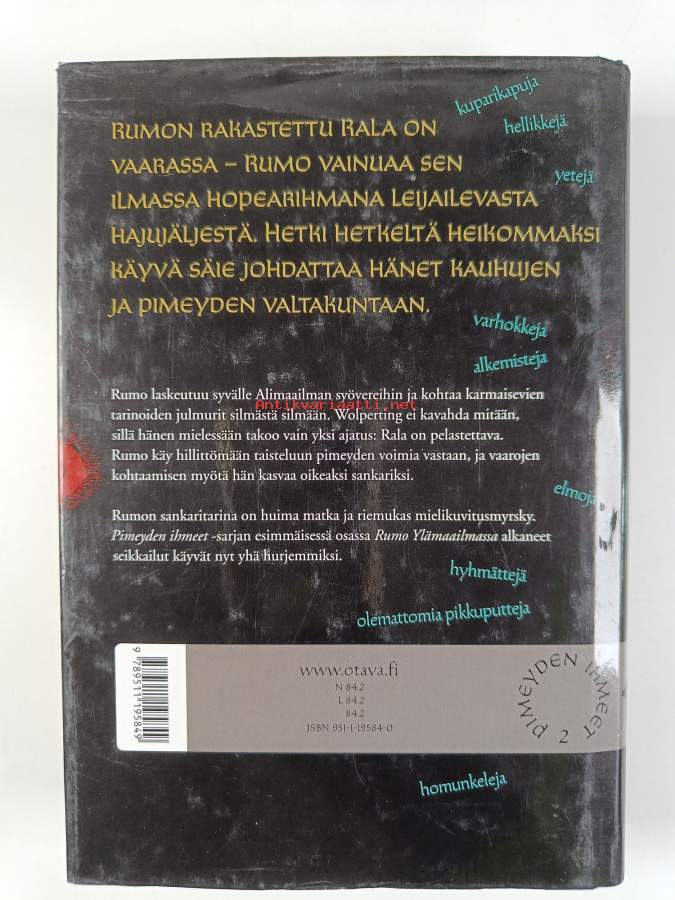 kuparikapuja
hellikkejä
yetejä
RUMON RAKASTETTU RALA ON
VAARASSA – RUMO VAINUAA SEN
ILMASSA HOPEARIHMANA LEIJAILEVASTA
HAJUJÄLJESTÄ. HETKI HETKELTÄ HEIKOMMAKSI
KÄYVÄ SÄIE JOHDATTAA HÄNET KAUHUJEN
JA PIMEYDEN VALTAKUNTAAN.
varhokkeja
alkemisteja
Rumo laskeutuu syvälle Alimaailman syövereihin ja kohtaa karmaisevien
Antikvariaatti.net
tarinoiden julmurit silmästä silmään. Wolperting ei kavahda mitään,
sillä hänen mielessään takoo vain yksi ajatus: Rala on pelastettava.
Rumo käy hillittömään taisteluun pimeyden voimia vastaan, ja vaarojen
kohtaamisen myötä hän kasvaa oikeaksi sankariksi.
elmoja
Rumon sankaritarina on huima matka ja riemukas mielikuvitusmyrsky.
Pimeyden ihmeet -sarjan esimmäisessä osassa Rumo Ylämaailmassa alkaneet
seikkailut käyvät nyt yhä hurjemmiksi.
hyhmättejä
olemattomia pikkuputteja
www.otava.fi
N 84.2
L 84.2
84.2
ISBN 951-1-19584-0
9 789511 195849
PIMEYDEN IHMEET
2
homunkeleja